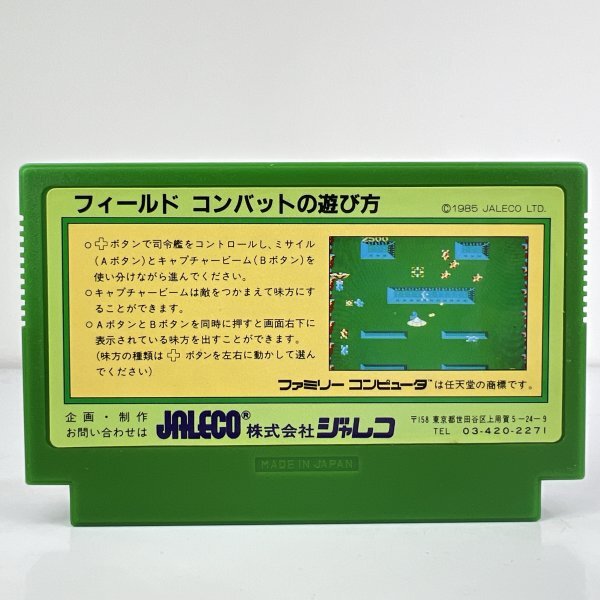 フィールド コンバットの遊び方
©1985 JALECO LTD.
○✚ボタンで司令艦をコントロールし、ミサイル
(Aボタン)とキャプチャービーム(Bボタン)を
使い分けながら進んでください。
○キャプチャービームは敵をつかまえて味方にす
ることができます。
○AボタンとBボタンを同時に押すと画面右下に
表示されている味方を出すことができます。
(味方の種類は✚ボタンを左右に動かして選ん
でください)
2500
ファミリー コンピュータ™は任天堂の商標です。
企画・制作
お問い合わせは
JALECO® 株式会社ジャレコ
〒158 東京都世田谷区上用賀5-24-9
TEL 03-420-2271
MADE IN JAPAN